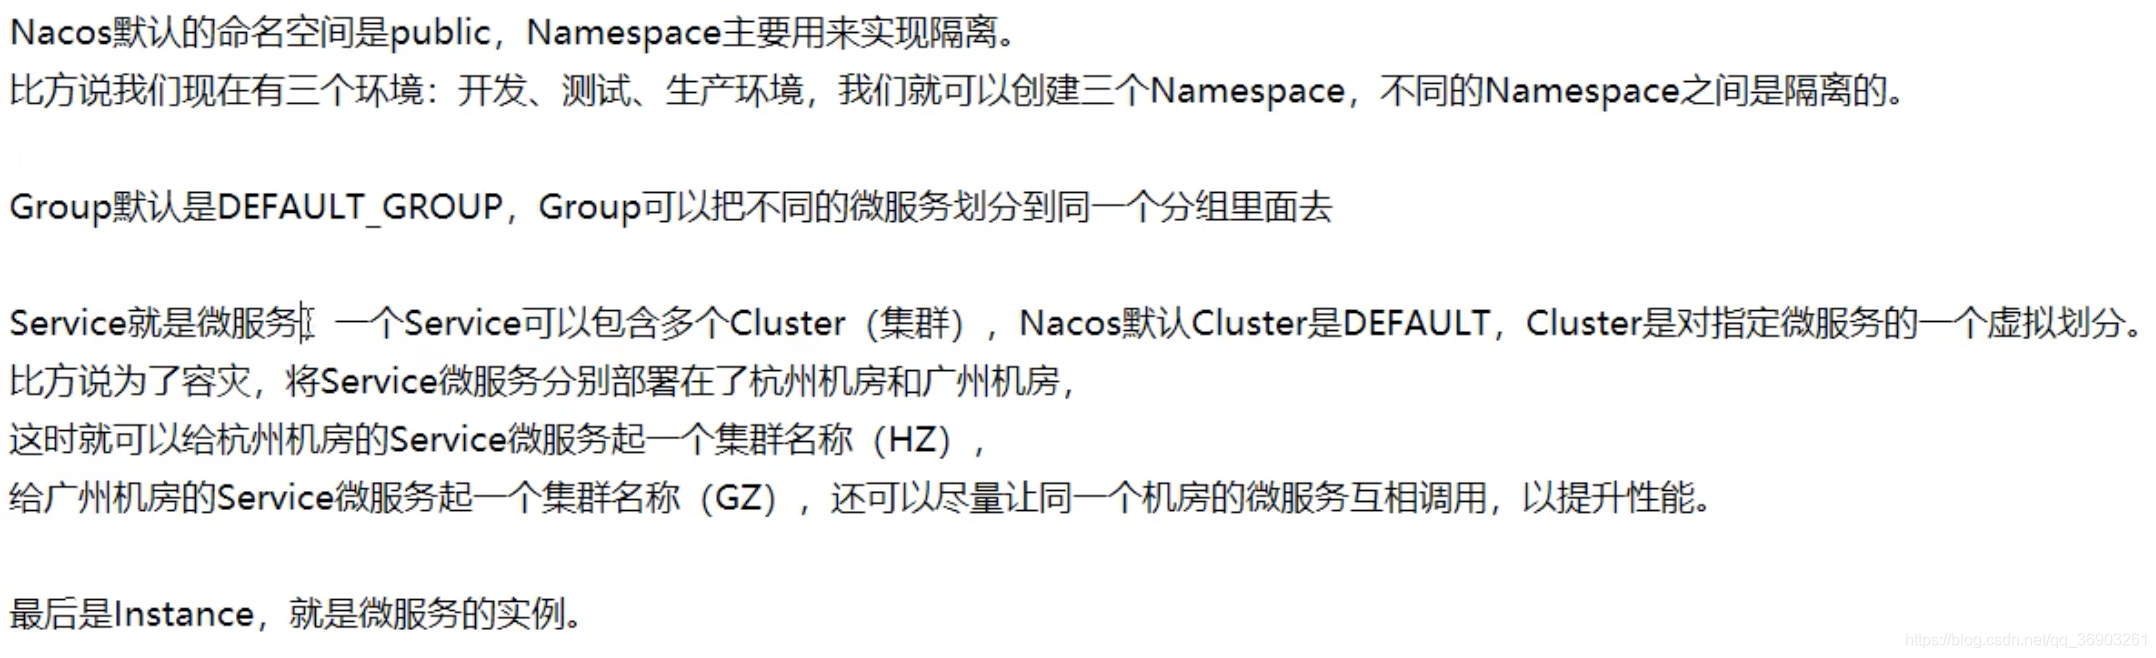 Nacos默认的命名空间是public，Namespace主要用来实现隔离。
比方说我们现在有三个环境：开发、测试、生产环境，我们就可以创建三个Namespace，不同的Namespace之间是隔离的。
Group默认是DEFAULT_GROUP，Group可以把不同的微服务划分到同一个分组里面去
Service就是微服务 一个Service可以包含多个Cluster（集群），Nacos默认Cluster是DEFAULT，Cluster是对指定微服务的一个虚拟划分。
比方说为了容灾，将Service微服务分别部署在了杭州机房和广州机房，
这时就可以给杭州机房的Service微服务起一个集群名称（HZ），
给广州机房的Service微服务起一个集群名称（GZ），还可以尽量让同一个机房的微服务互相调用，以提升性能。
最后是Instance，就是微服务的实例。
https://blog.csdn.net/qq_36903261